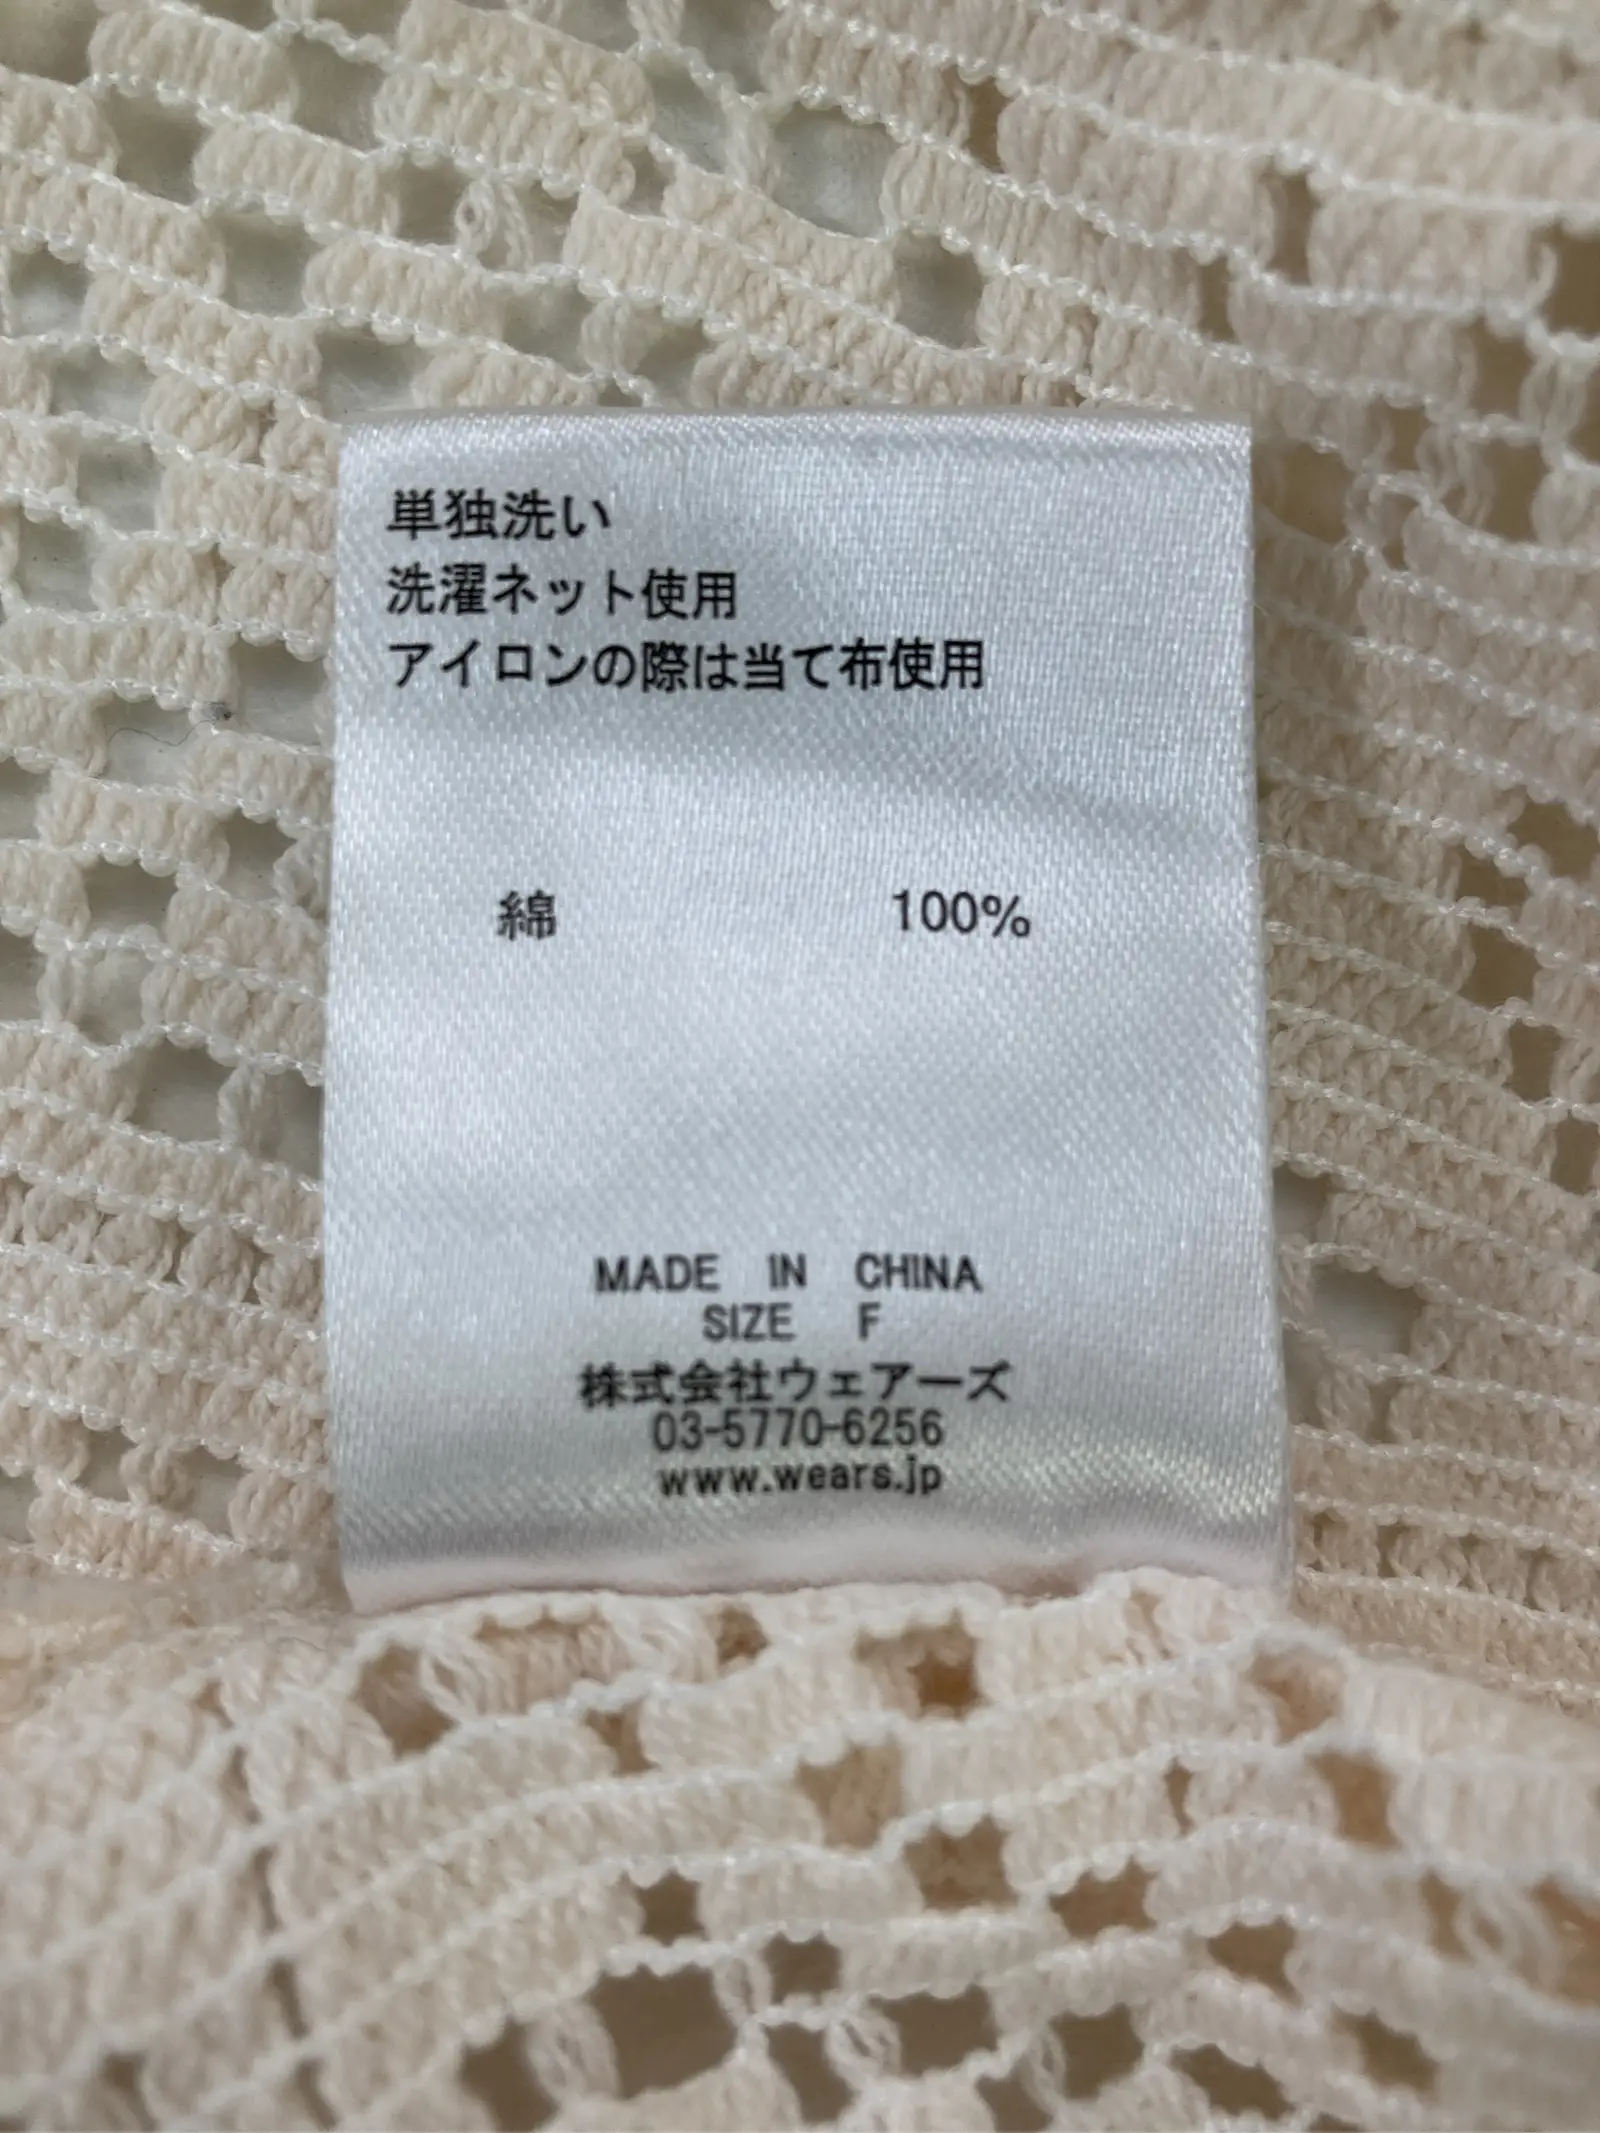 単独洗い
洗濯ネット使用
アイロンの際は当て布使用
綿 100%
MADE IN CHINA
SIZE F
株式会社ウェアーズ
03-5770-6256
www.wears.jp